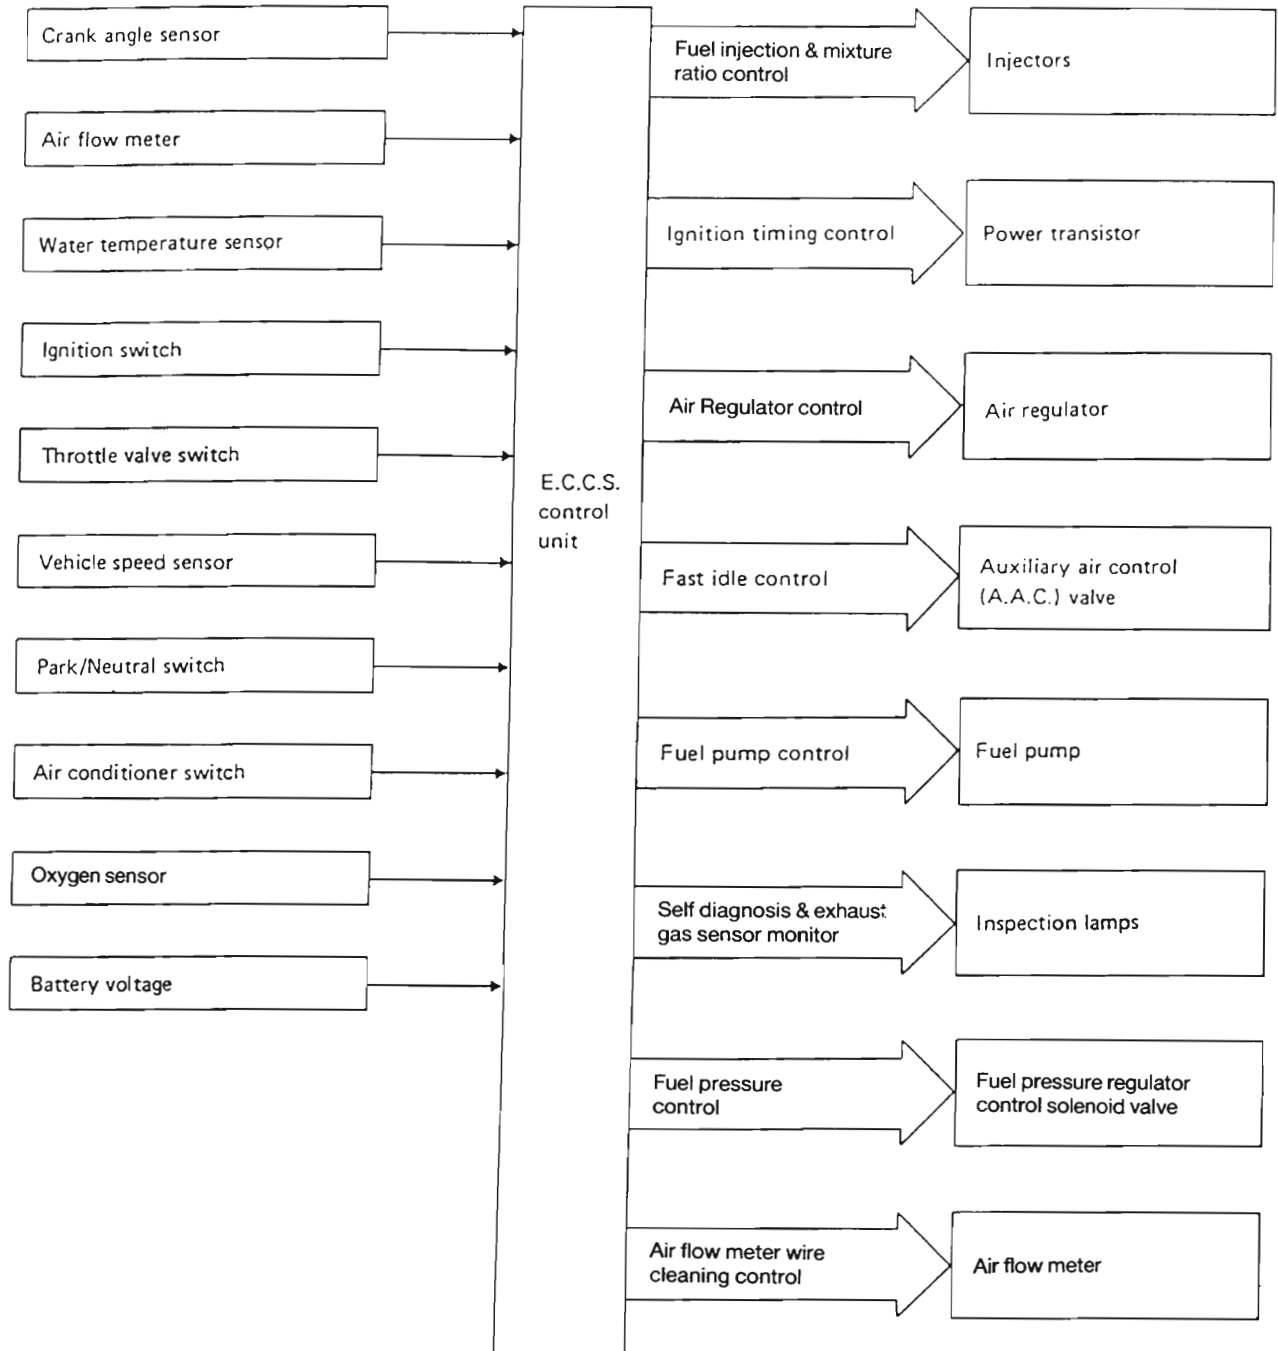 Crank angle sensor
Air flow meter
Water temperature sensor
Ignition switch
Throttle valve switch
Vehicle speed sensor
Park/Neutral switch
Air conditioner switch
Oxygen sensor
Battery voltage
E.C.C.S.
control
unit
Fuel injection & mixture
ratio control
Injectors
Ignition timing control
Power transistor
Air Regulator control
Air regulator
Fast idle control
Auxiliary air control
(A.A.C.) valve
Fuel pump control
Fuel pump
Self diagnosis & exhaust
gas sensor monitor
Inspection lamps
Fuel pressure
control
Fuel pressure regulator
control solenoid valve
Air flow meter wire
cleaning control
Air flow meter